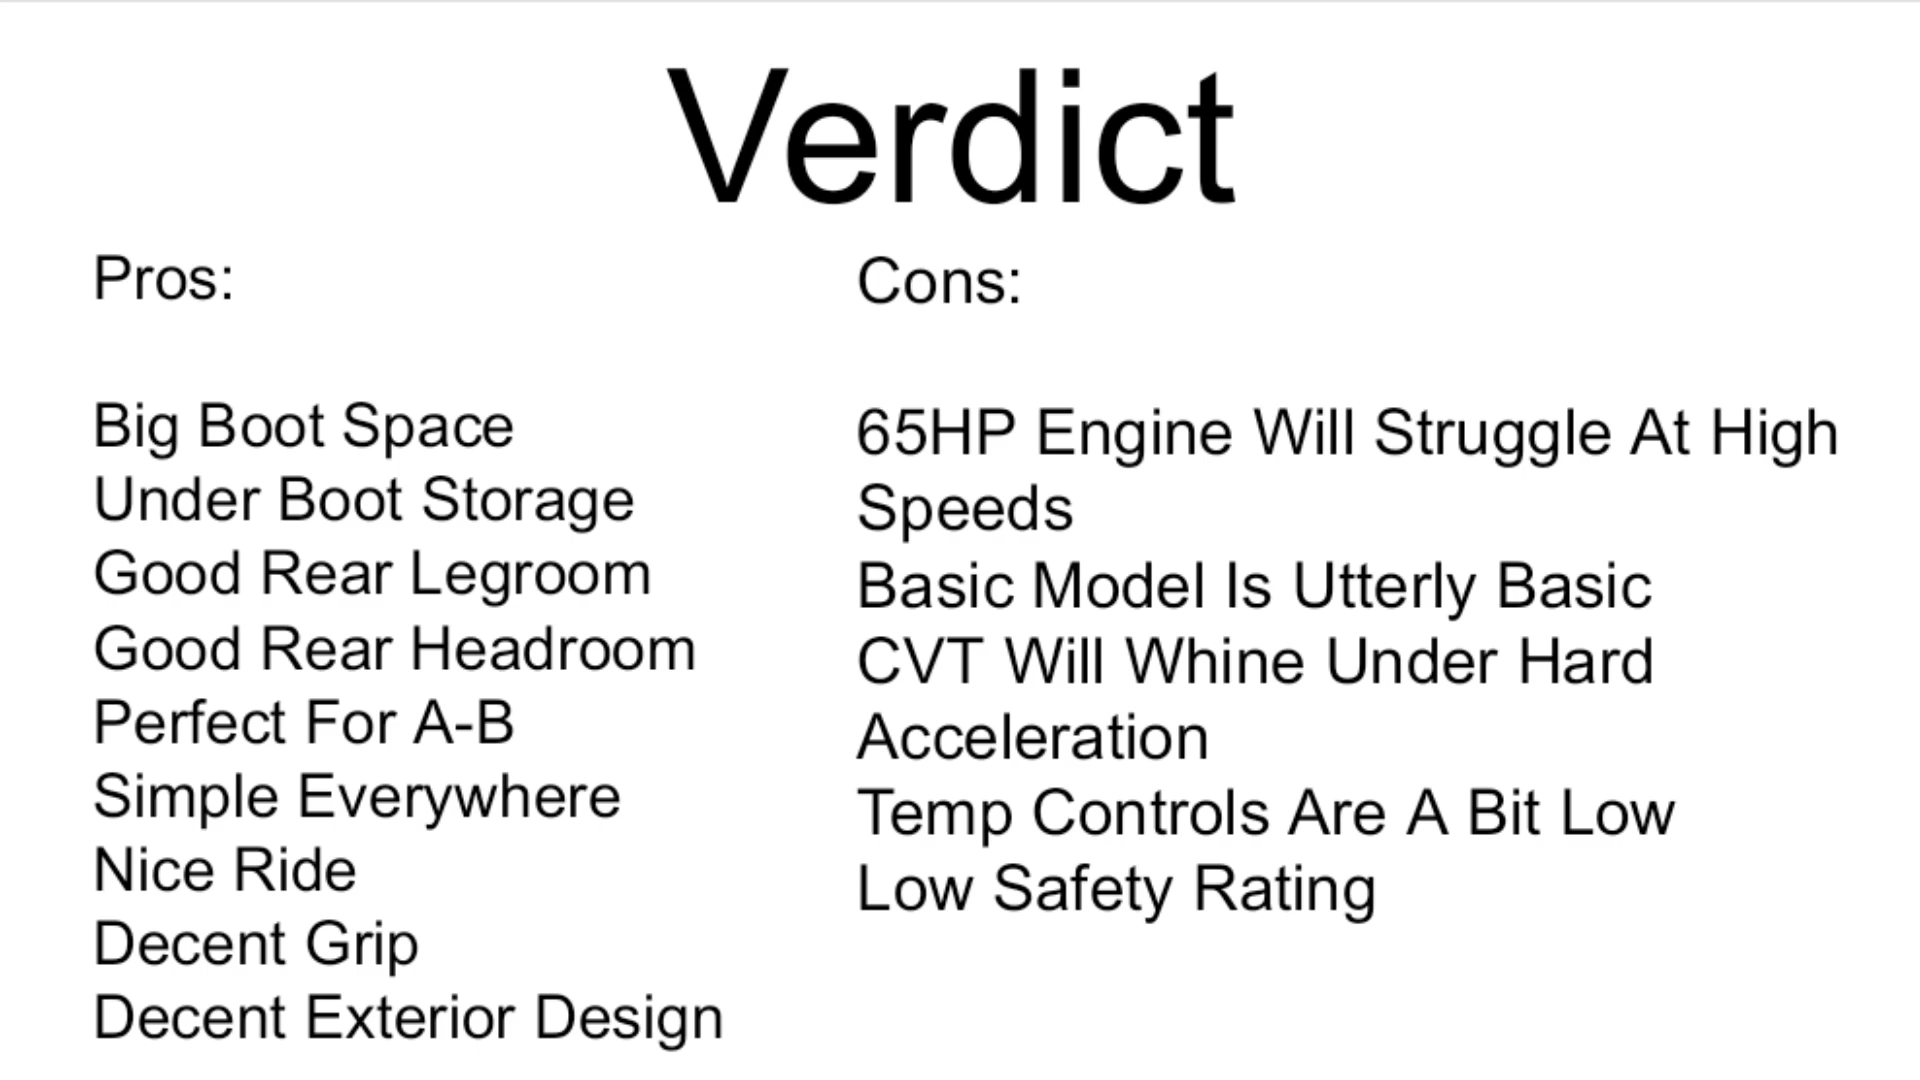 Verdict
Pros:
Big Boot Space
Under Boot Storage
Good Rear Legroom
Good Rear Headroom
Perfect For A-B
Simple Everywhere
Nice Ride
Decent Grip
Decent Exterior Design
Cons:
65HP Engine Will Struggle At High
Speeds
Basic Model Is Utterly Basic
CVT Will Whine Under Hard
Acceleration
Temp Controls Are A Bit Low
Low Safety Rating